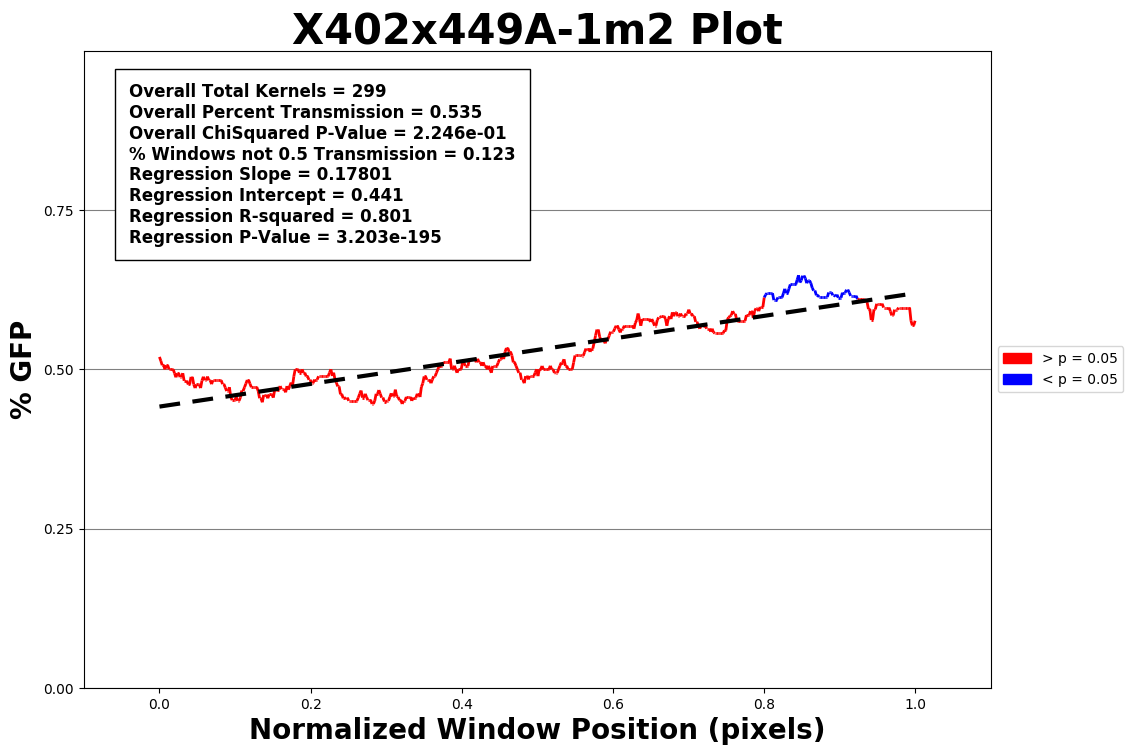 X402x449A-1m2 Plot
Overall Total Kernels = 299
Overall Percent Transmission = 0.535
Overall ChiSquared P-Value = 2.246e-01
% Windows not 0.5 Transmission = 0.123
Regression Slope = 0.17801
Regression Intercept = 0.441
Regression R-squared = 0.801
Regression P-Value = 3.203e-195
% GFP
0.75
0.50
0.25
0.00
> p = 0.05
< p = 0.05
0.0 0.2 0.4 0.6 0.8 1.0
Normalized Window Position (pixels)